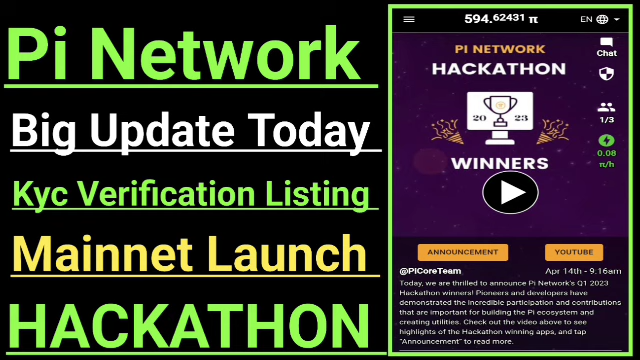 Pi Network
Big Update Today
Kyc Verification Listing
Mainnet Launch
HACKATHON
594.62431 π
EN
Chat
1/3
0.08
π/h
PI NETWORK
HACKATHON
20 23
WINNERS
ANNOUNCEMENT
YOUTUBE
@PiCoreTeam
Apr 14th - 9:16am
Today, we are thrilled to announce Pi Network's Q1 2023
Hackathon winners! Pioneers and developers have
demonstrated the incredible participation and contributions
that are important for building the Pi ecosystem and
creating utilities. Check out the video above to see
highlights of the Hackathon winning apps, and tap
"Announcement" to read more.